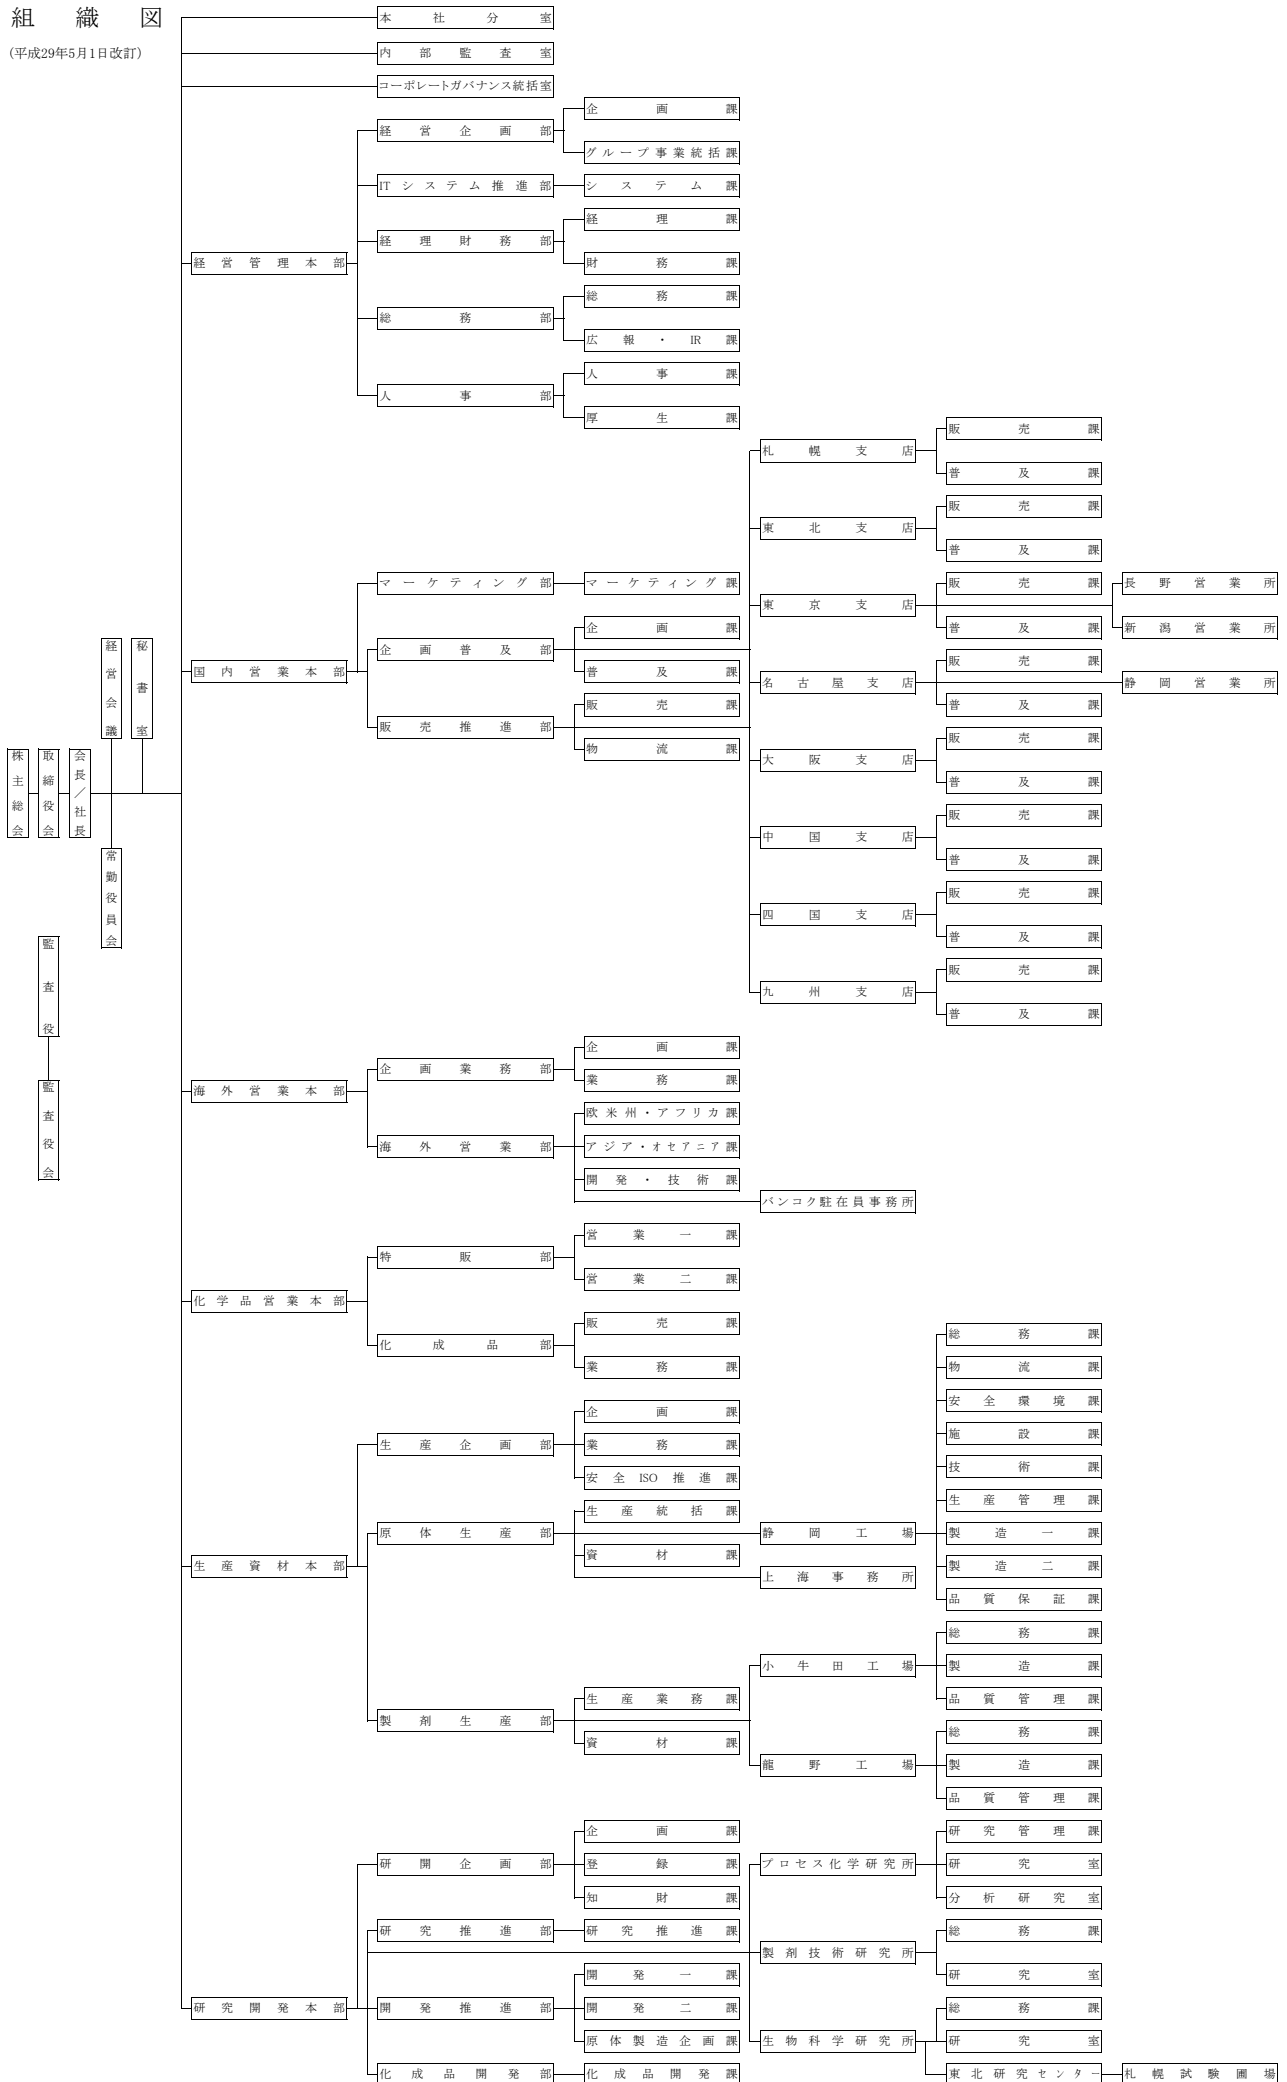 組織図
(平成29年5月1日改訂)
株主総会
取締役会
会長／社長
経営会議
秘書室
常勤役員会
監査役
監査役会
本社分室
内部監査室
コーポレートガバナンス統括室
経営管理本部
経営企画部
企画課
グループ事業統括課
ITシステム推進部
システム課
経理財務部
経理課
財務課
総務部
総務課
広報・IR課
人事部
人事課
厚生課
国内営業本部
マーケティング部
マーケティング課
企画普及部
企画課
普及課
販売推進部
販売課
物流課
札幌支店
販売課
普及課
東北支店
販売課
普及課
東京支店
販売課
普及課
長野営業所
新潟営業所
名古屋支店
販売課
普及課
静岡営業所
大阪支店
販売課
普及課
中国支店
販売課
普及課
四国支店
販売課
普及課
九州支店
販売課
普及課
海外営業本部
企画業務部
企画課
業務課
海外営業部
欧米州・アフリカ課
アジア・オセアニア課
開発・技術課
バンコク駐在員事務所
化学品営業本部
特販部
営業一課
営業二課
化成品部
販売課
業務課
生産資材本部
生産企画部
企画課
業務課
安全ISO推進課
原体生産部
生産統括課
資材課
静岡工場
総務課
物流課
安全環境課
施設課
技術課
生産管理課
製造一課
製造二課
品質保証課
上海事務所
製剤生産部
生産業務課
資材課
小牛田工場
総務課
製造課
品質管理課
龍野工場
総務課
製造課
品質管理課
研究開発本部
研開企画部
企画課
登録課
知財課
研究推進部
研究推進課
開発推進部
開発一課
開発二課
原体製造企画課
化成品開発部
化成品開発課
プロセス化学研究所
研究管理課
研究室
分析研究室
製剤技術研究所
総務課
研究室
生物科学研究所
総務課
研究室
東北研究センター
札幌試験圃場